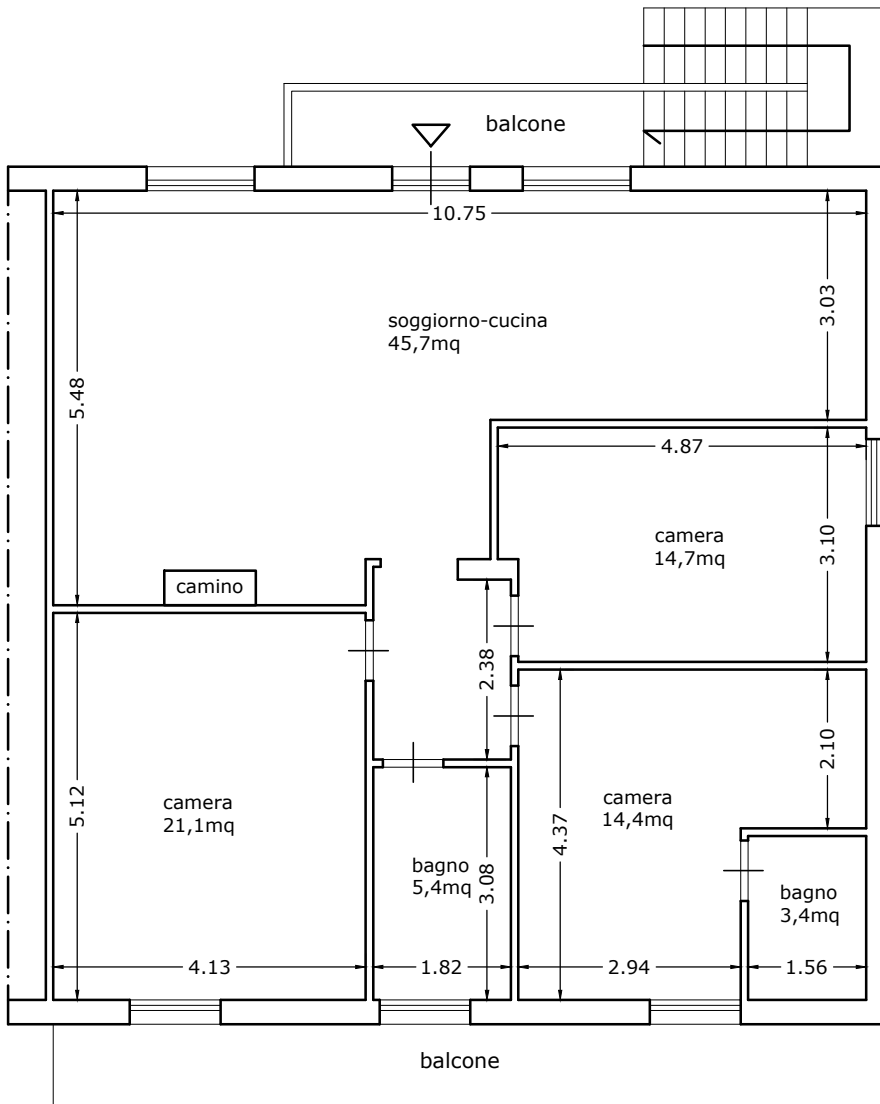 balcone
10.75
3.03
soggiorno-cucina
45,7mq
5.48
4.87
camera
14,7mq
3.10
camino
2.38
2.10
camera
21,1mq
5.12
camera
14,4mq
4.37
bagno
5,4mq
3.08
bagno
3,4mq
4.13
1.82
2.94
1.56
balcone